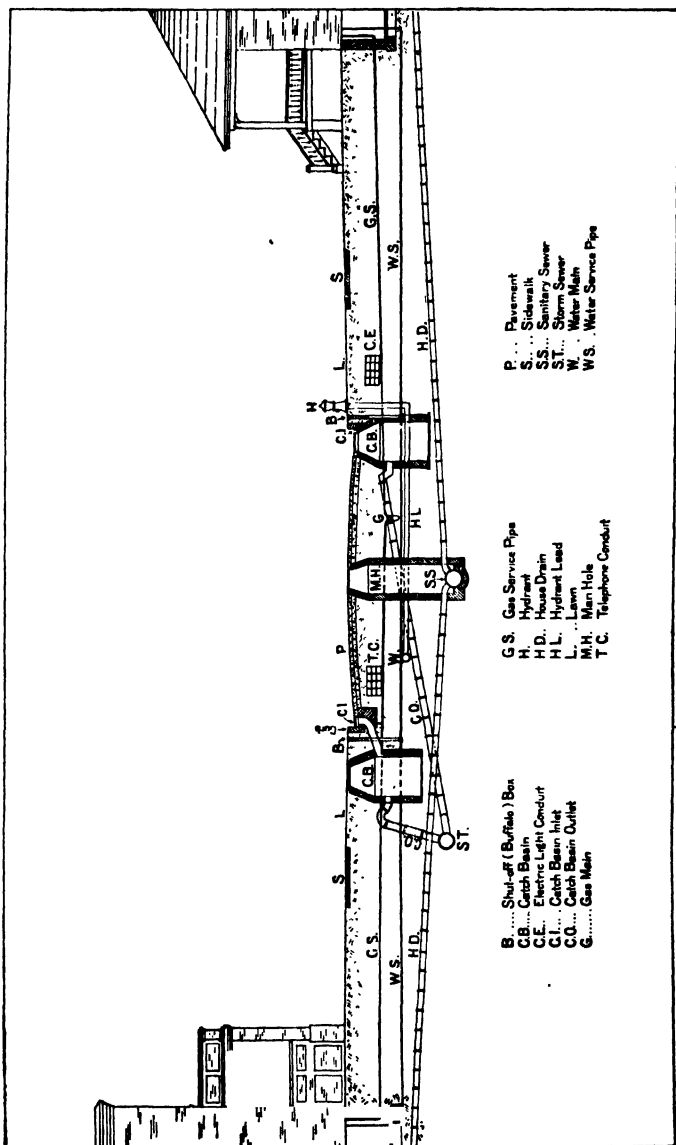 H
S
L.
C.E
G.S.
W.S.
H.D.
C.I
B
C.B.
G
H L
P
M.H.
S.S
T.C.
W.
C.O.
C I
B
C.B
L
S
S T.
G S.
W S.
H D.
B..... Shut-off (Buffalo) Box
C.B.... Catch Basin
C.E... Electric Light Conduit
C.I.... Catch Basin Inlet
C.O.... Catch Basin Outlet
G....... Gas Main
G S. Gas Service Pipe
H. . Hydrant
H D. . House Drain
H L. . Hydrant Lead
L. . . Lawn
M.H. . Man Hole
T C. . Telephone Conduit
P. . . Pavement
S. . . . Sidewalk
S.S... Sanitary Sewer
S.T... Storm Sewer
W. . Water Main
W S. . Water Service Pipe